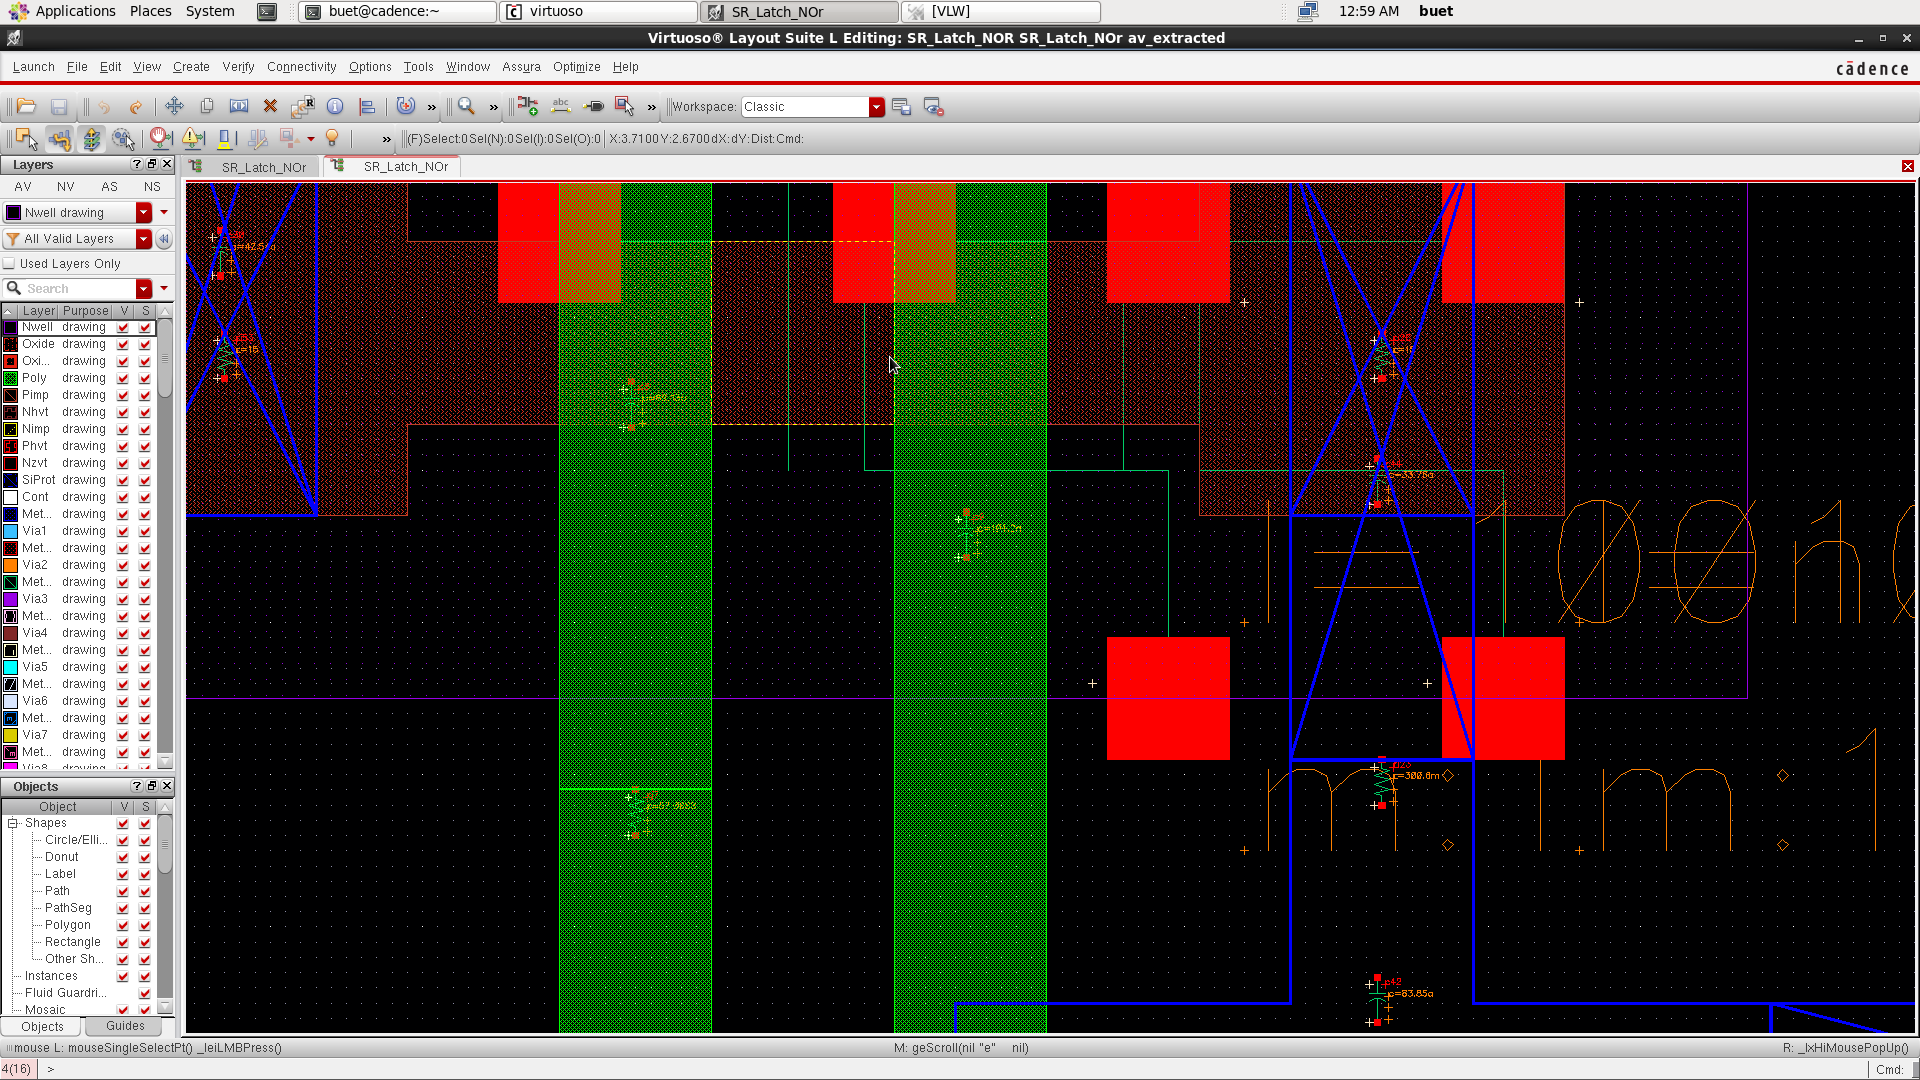 Applications Places System buet@cadence:~ virtuoso SR_Latch_NOr [VLW] 12:59 AM buet
Virtuoso® Layout Suite L Editing: SR_Latch_NOR SR_Latch_NOr av_extracted
Launch File Edit View Create Verify Connectivity Options Tools Window Assura Optimize Help cādence
Workspace: Classic
(F)Select:0 Sel(N):0 Sel(I):0 Sel(O):0 X:3.7100 Y:2.6700 dX: dY: Dist: Cmd:
Layers
SR_Latch_NOr SR_Latch_NOr
AV NV AS NS
Nwell drawing
All Valid Layers
Used Layers Only
Search
Layer Purpose V S
Nwell drawing
Oxide drawing
Oxi... drawing
Poly drawing
Pimp drawing
Nhvt drawing
Nimp drawing
Phvt drawing
Nzvt drawing
SiProt drawing
Cont drawing
Met... drawing
Via1 drawing
Met... drawing
Via2 drawing
Met... drawing
Via3 drawing
Met... drawing
Via4 drawing
Met... drawing
Via5 drawing
Met... drawing
Via6 drawing
Met... drawing
Via7 drawing
Met... drawing
Via8 drawing
Objects
Object V S
Shapes
Circle/Elli...
Donut
Label
Path
PathSeg
Polygon
Rectangle
Other Sh...
Instances
Fluid Guardri...
Mosaic
Objects Guides
r=300.0m
c=83.85a
mouse L: mouseSingleSelectPt() _leiLMBPress() M: geScroll(nil "e" nil) R: _lxHiMousePopUp()
4(16) > Cmd: